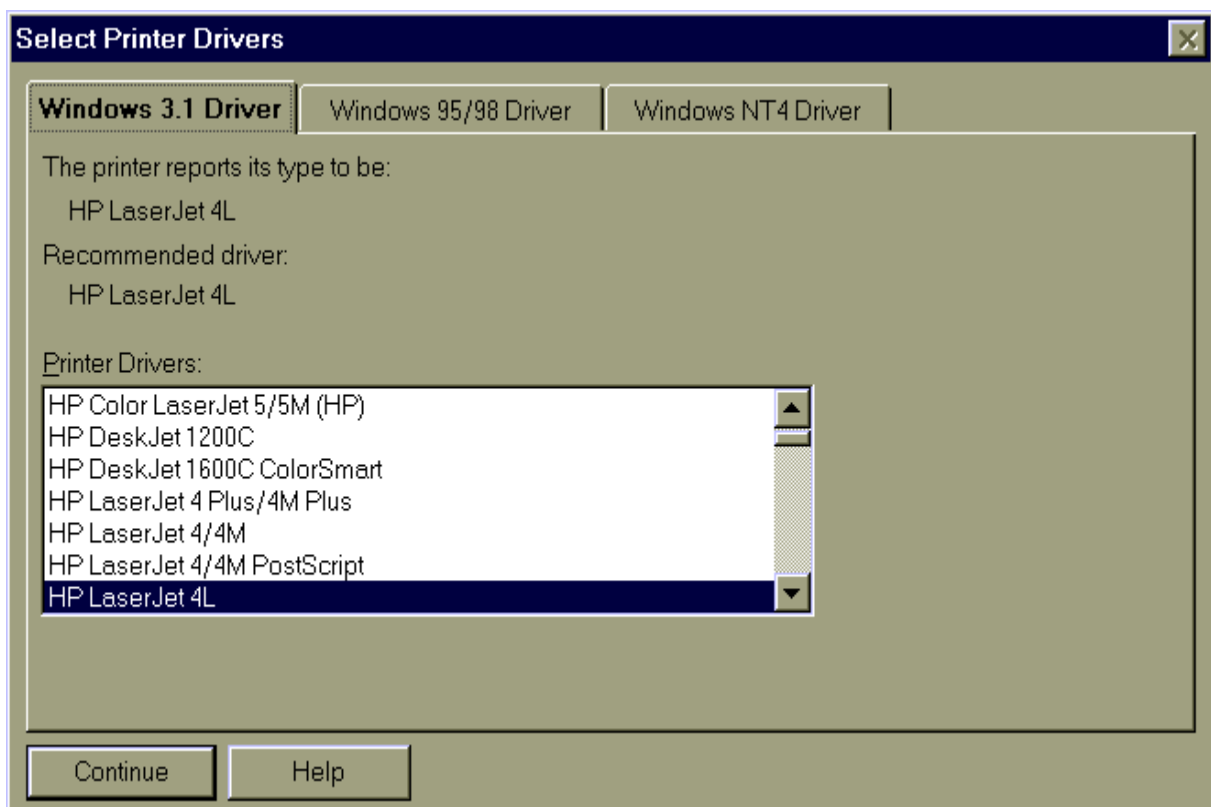 Select Printer Drivers
Windows 3.1 Driver
Windows 95/98 Driver
Windows NT4 Driver
The printer reports its type to be:
HP LaserJet 4L
Recommended driver:
HP LaserJet 4L
Printer Drivers:
HP Color LaserJet 5/5M (HP)
HP DeskJet 1200C
HP DeskJet 1600C ColorSmart
HP LaserJet 4 Plus/4M Plus
HP LaserJet 4/4M
HP LaserJet 4/4M PostScript
HP LaserJet 4L
Continue
Help